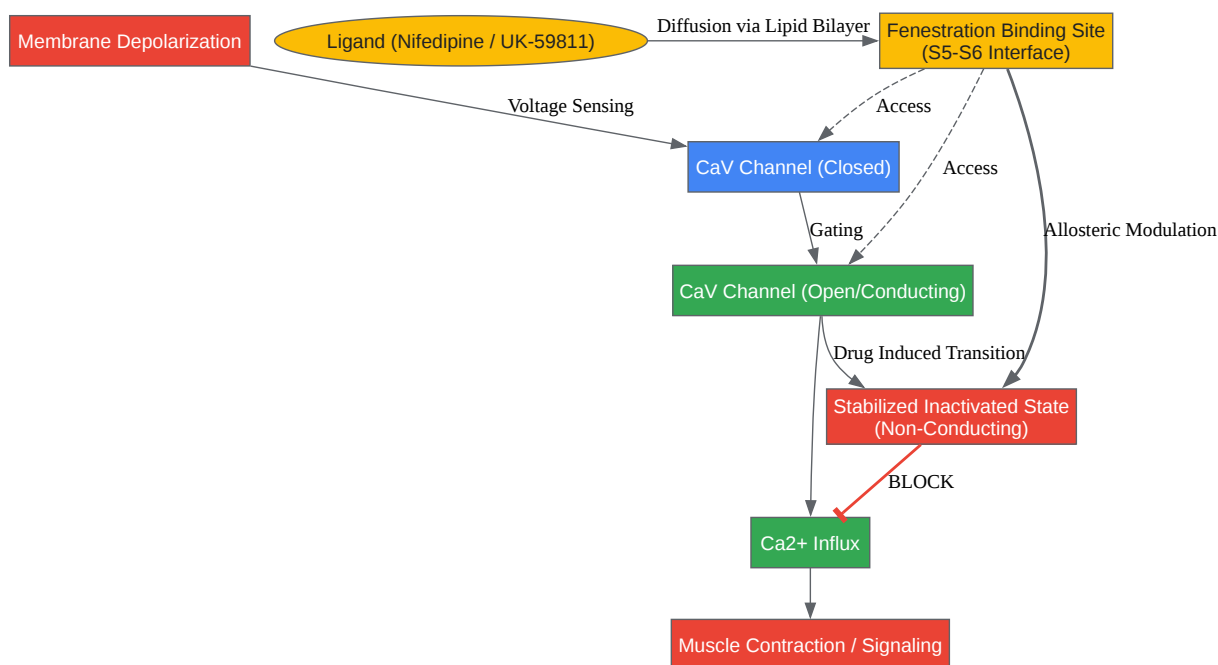 Membrane Depolarization
Ligand (Nifedipine / UK-59811)
Diffusion via Lipid Bilayer
Fenestration Binding Site
(S5-S6 Interface)
Voltage Sensing
Access
CaV Channel (Closed)
Access
Gating
Allosteric Modulation
CaV Channel (Open/Conducting)
Drug Induced Transition
Stabilized Inactivated State
(Non-Conducting)
BLOCK
Ca2+ Influx
Muscle Contraction / Signaling